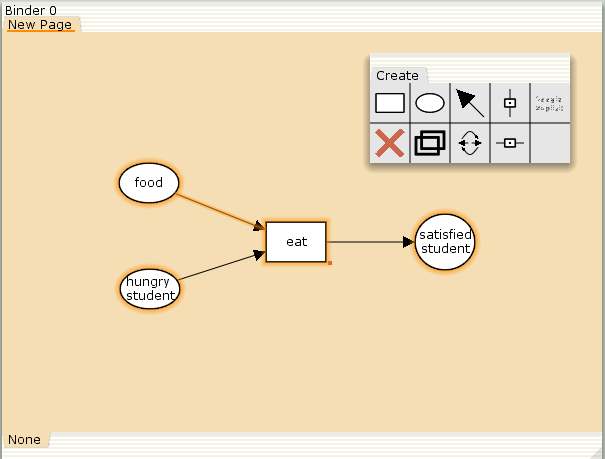 Binder 0
New Page
Create
food
eat
satisfied
student
hungry
student
None